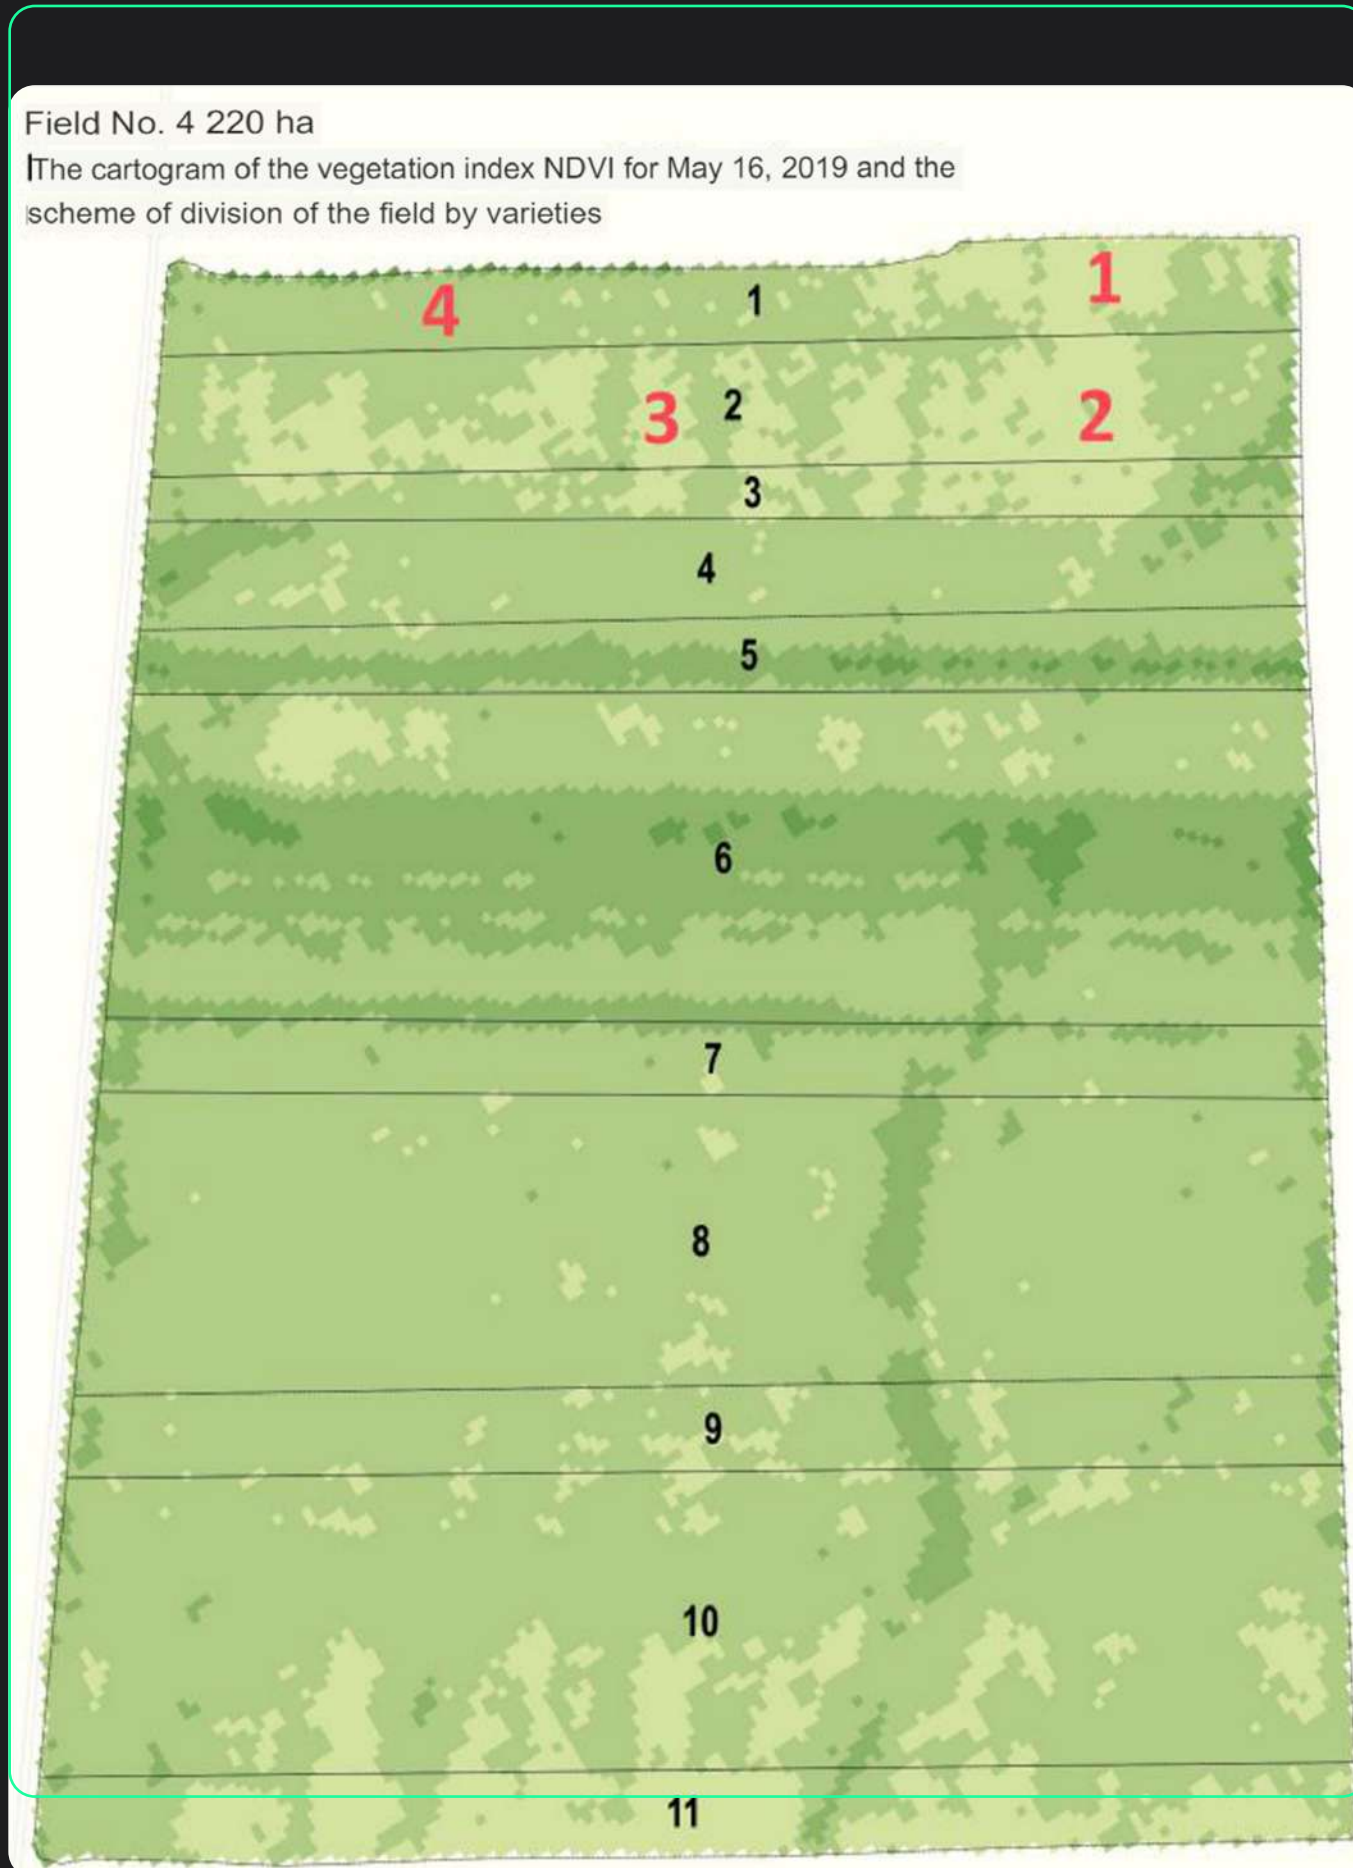 Field No. 4 220 ha
The cartogram of the vegetation index NDVI for May 16, 2019 and the
scheme of division of the field by varieties
4 1 1
3 2 2
3
4
5
6
7
8
9
10
11